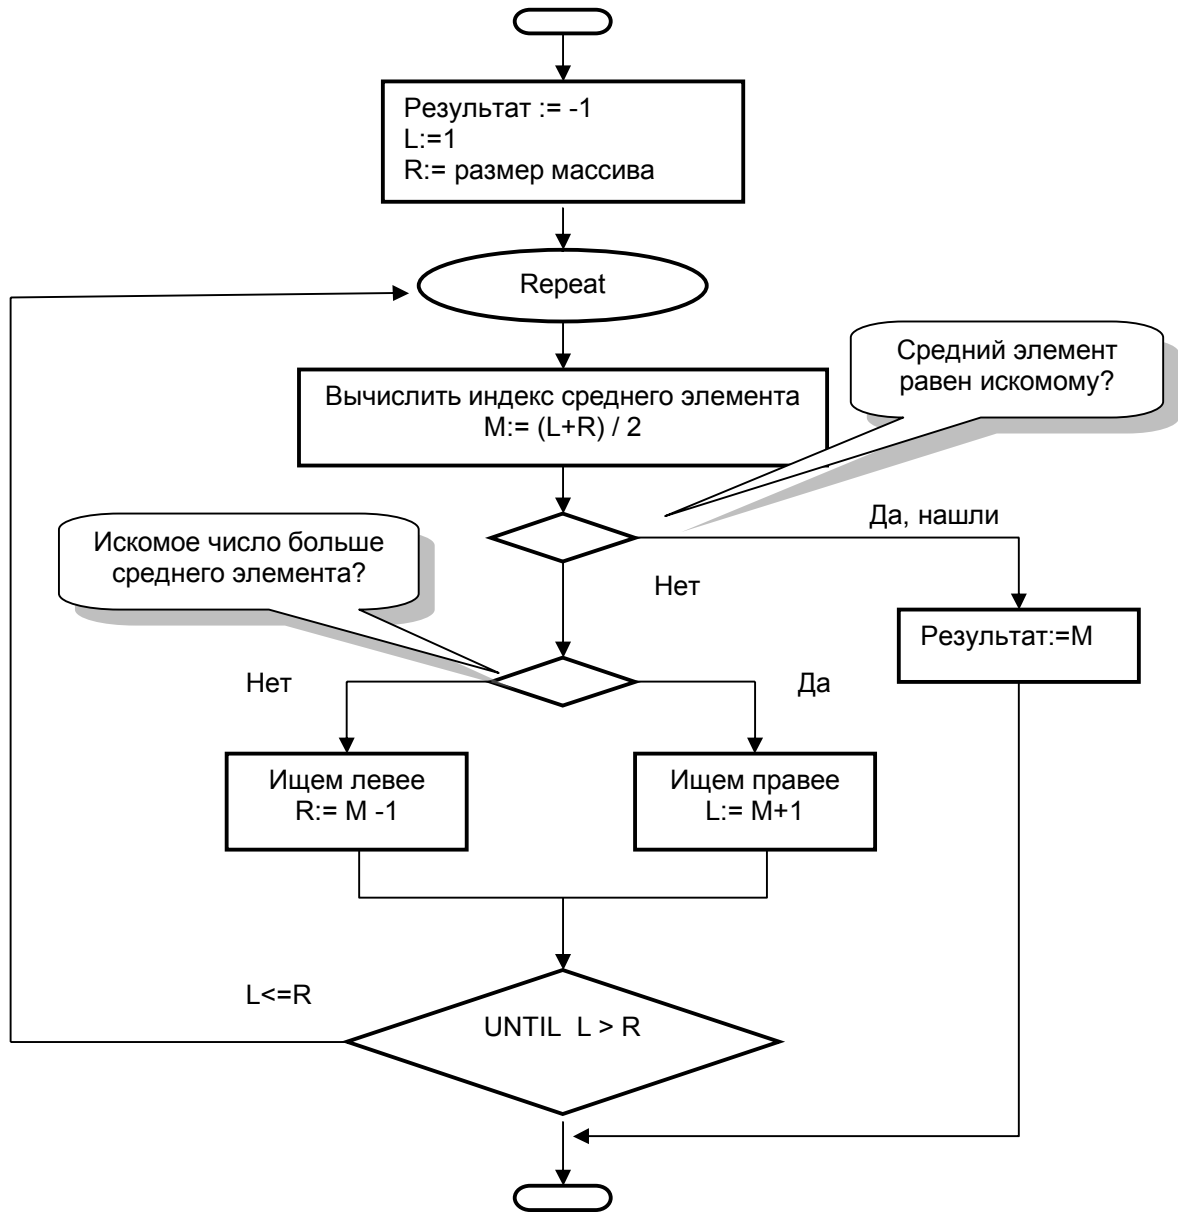 Результат := -1
L:=1
R:= размер массива
Repeat
Средний элемент
равен искомому?
Вычислить индекс среднего элемента
M:= (L+R) / 2
Да, нашли
Искомое число больше
среднего элемента?
Нет
Результат:=M
Нет
Да
Ищем левее
R:= M -1
Ищем правее
L:= M+1
L<=R
UNTIL L > R